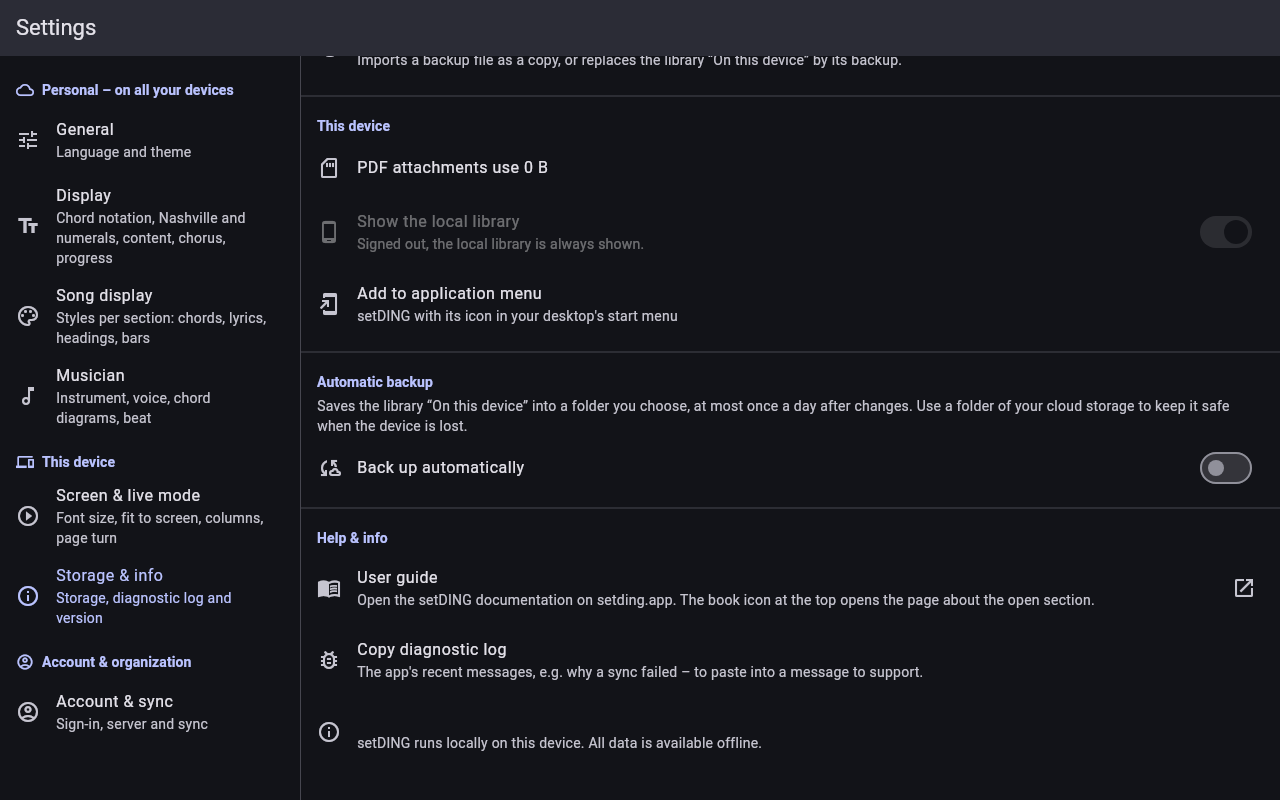 Settings
Personal – on all your devices
General
Language and theme
Display
Chord notation, Nashville and
numerals, content, chorus,
progress
Song display
Styles per section: chords, lyrics,
headings, bars
Musician
Instrument, voice, chord
diagrams, beat
This device
Screen & live mode
Font size, fit to screen, columns,
page turn
Storage & info
Storage, diagnostic log and
version
Account & organization
Account & sync
Sign-in, server and sync
Imports a backup file as a copy, or replaces the library “On this device” by its backup.
This device
PDF attachments use 0 B
Show the local library
Signed out, the local library is always shown.
Add to application menu
setDING with its icon in your desktop's start menu
Automatic backup
Saves the library “On this device” into a folder you choose, at most once a day after changes. Use a folder of your cloud storage to keep it safe
when the device is lost.
Back up automatically
Help & info
User guide
Open the setDING documentation on setding.app. The book icon at the top opens the page about the open section.
Copy diagnostic log
The app's recent messages, e.g. why a sync failed – to paste into a message to support.
setDING runs locally on this device. All data is available offline.